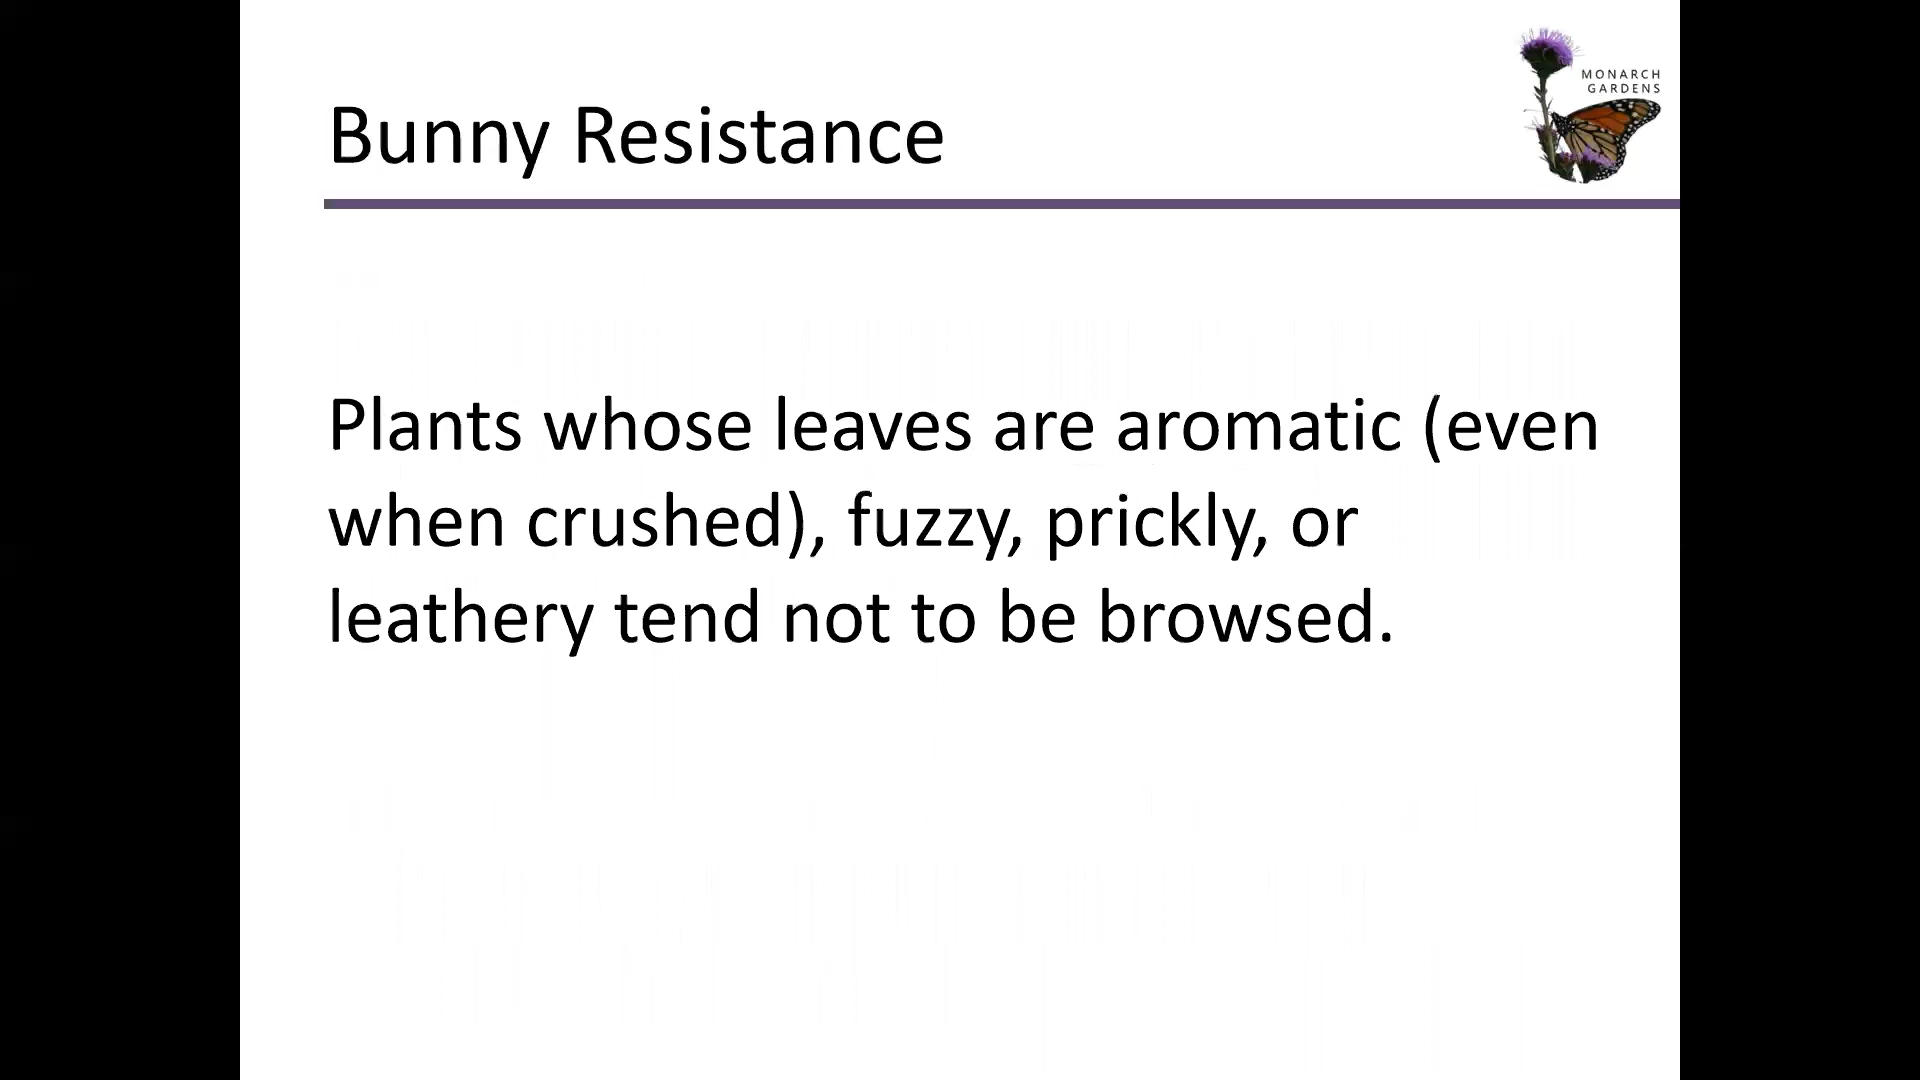 MONARCH
GARDENS
Bunny Resistance
Plants whose leaves are aromatic (even
when crushed), fuzzy, prickly, or
leathery tend not to be browsed.